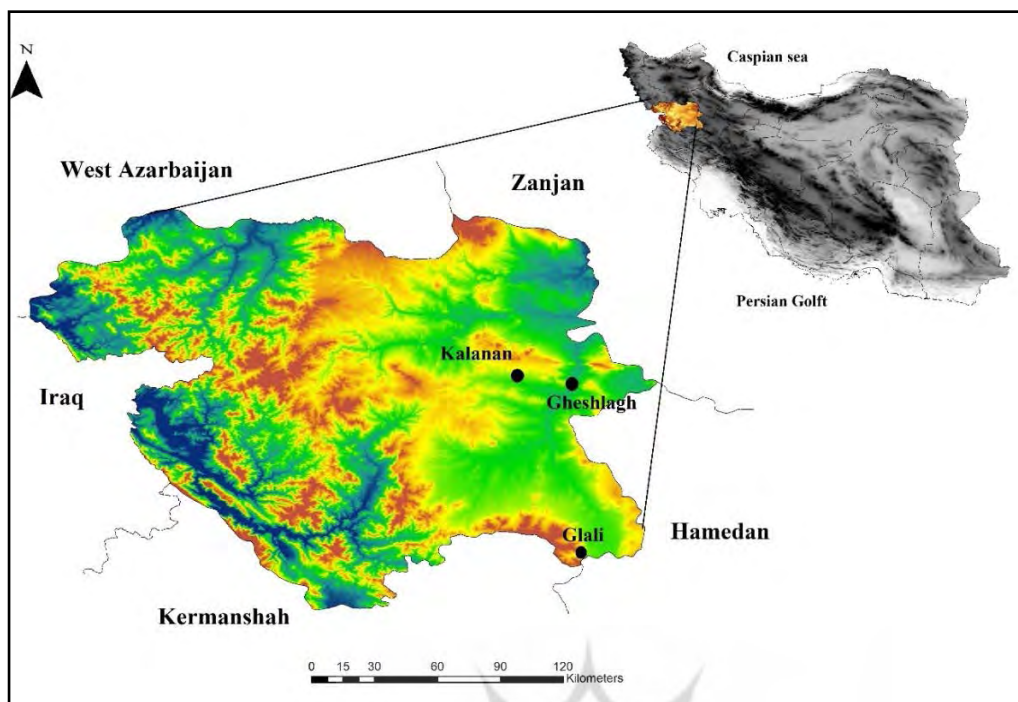 N
Caspian sea
West Azarbaijan
Zanjan
Persian Golft
Kalanan
Iraq
Gheshlagh
Glali
Hamedan
Kermanshah
0 15 30 60 90 120
Kilometers